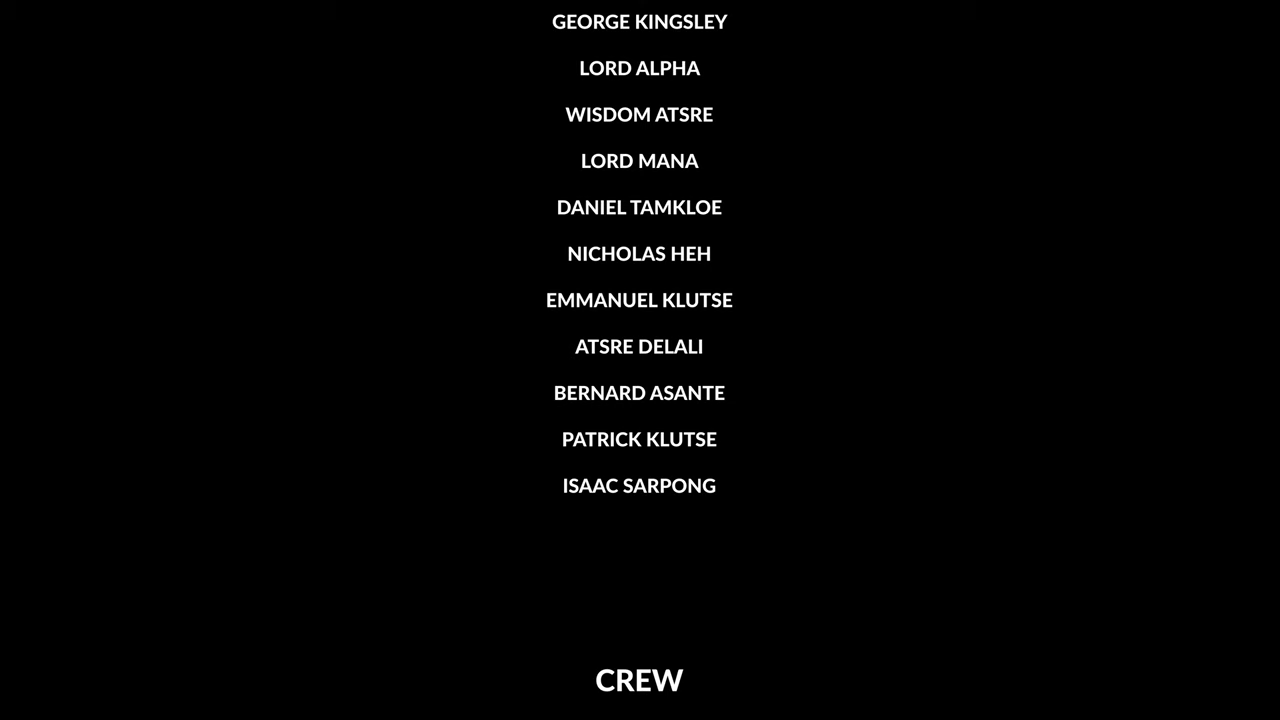 GEORGE KINGSLEY
LORD ALPHA
WISDOM ATSRE
LORD MANA
DANIEL TAMKLOE
NICHOLAS HEH
EMMANUEL KLUTSE
ATSRE DELALI
BERNARD ASANTE
PATRICK KLUTSE
ISAAC SARPONG
CREW